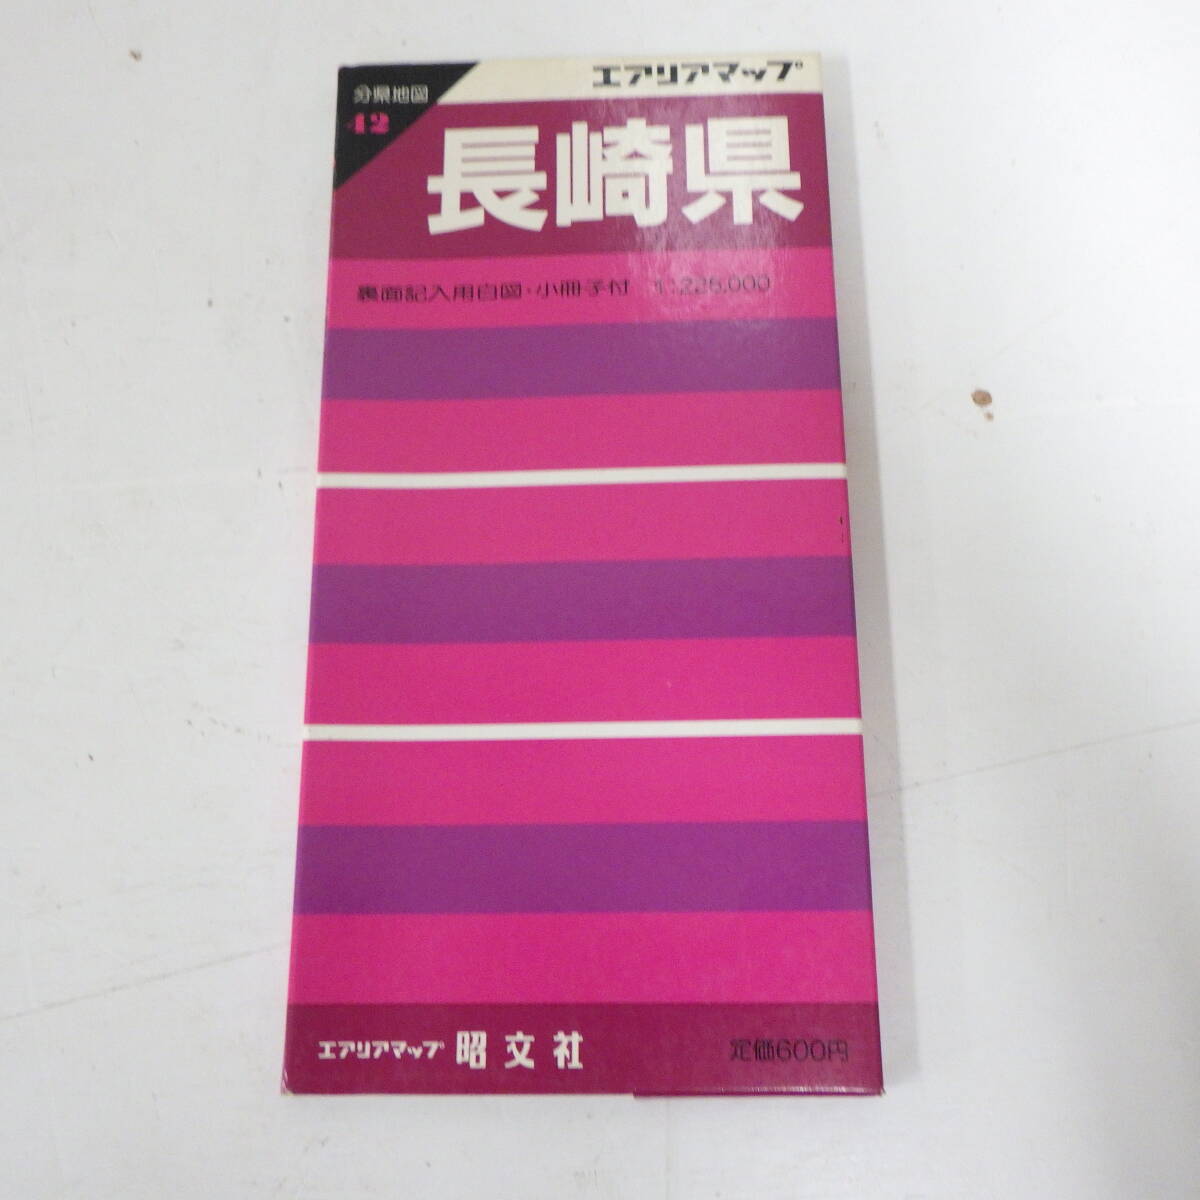 エアリアマップ
分県地図
42
長崎県
裏面記入用白図・小冊子付 1:225,000
エアリアマップ 昭文社 定価600円